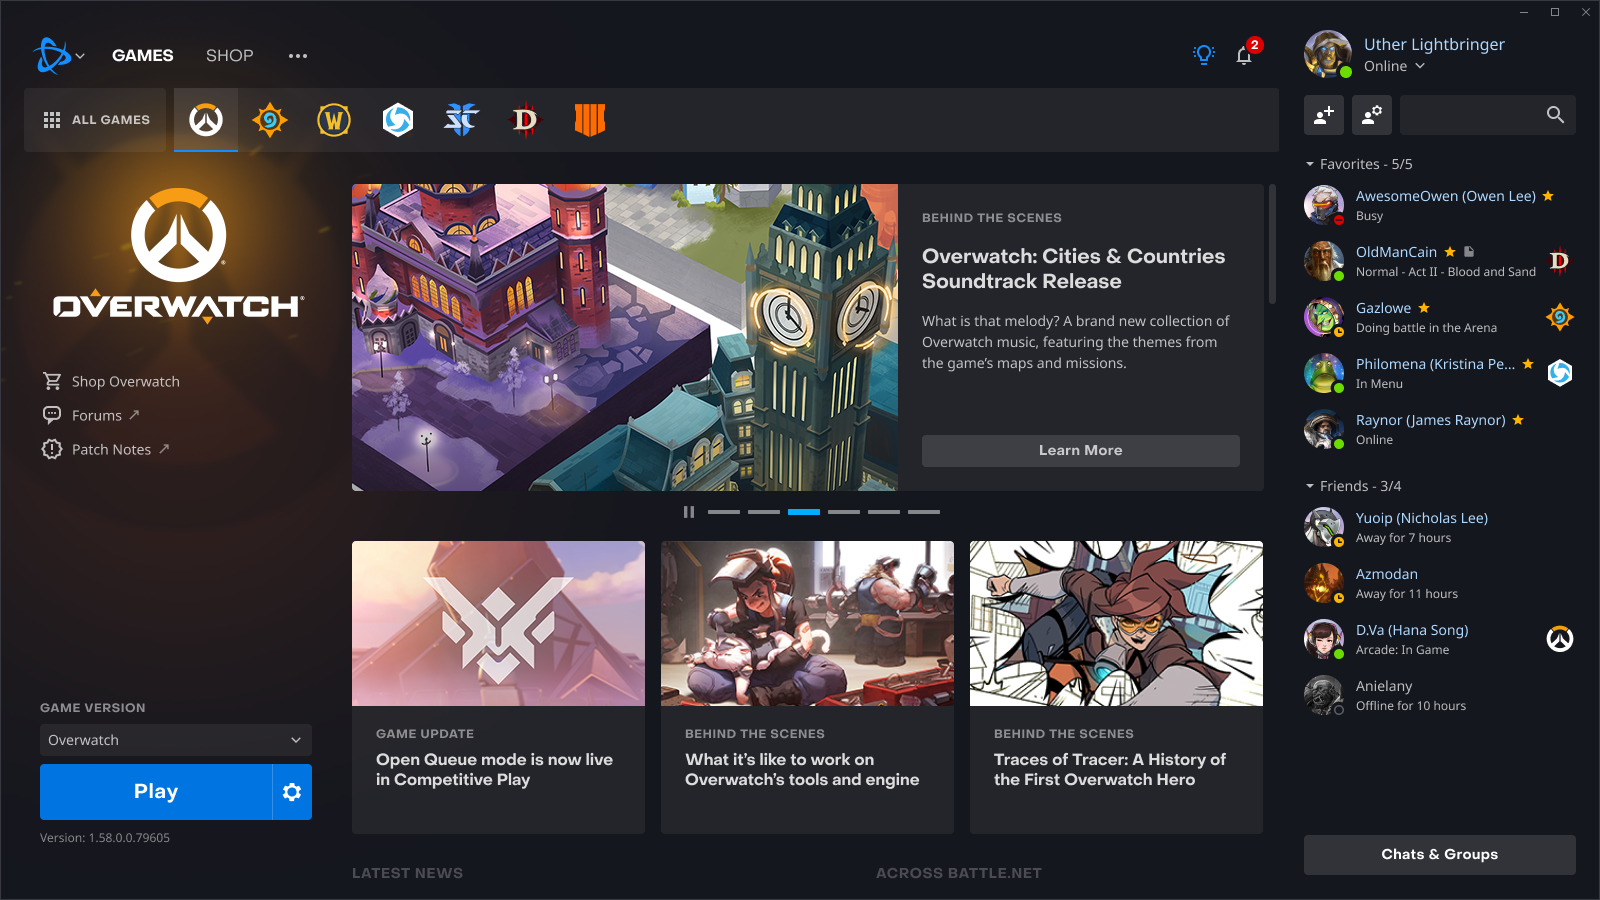 GAMES
SHOP
2
ALL GAMES
OVERWATCH
Shop Overwatch
Forums
Patch Notes
GAME VERSION
Overwatch
Play
Version: 1.58.0.0.79605
BEHIND THE SCENES
Overwatch: Cities & Countries
Soundtrack Release
What is that melody? A brand new collection of
Overwatch music, featuring the themes from
the game’s maps and missions.
Learn More
GAME UPDATE
Open Queue mode is now live
in Competitive Play
BEHIND THE SCENES
What it’s like to work on
Overwatch’s tools and engine
BEHIND THE SCENES
Traces of Tracer: A History of
the First Overwatch Hero
LATEST NEWS
ACROSS BATTLE.NET
Uther Lightbringer
Online
Favorites - 5/5
AwesomeOwen (Owen Lee)
Busy
OldManCain
Normal - Act II - Blood and Sand
Gazlowe
Doing battle in the Arena
Philomena (Kristina Pe...
In Menu
Raynor (James Raynor)
Online
Friends - 3/4
Yuoip (Nicholas Lee)
Away for 7 hours
Azmodan
Away for 11 hours
D.Va (Hana Song)
Arcade: In Game
Anielany
Offline for 10 hours
Chats & Groups